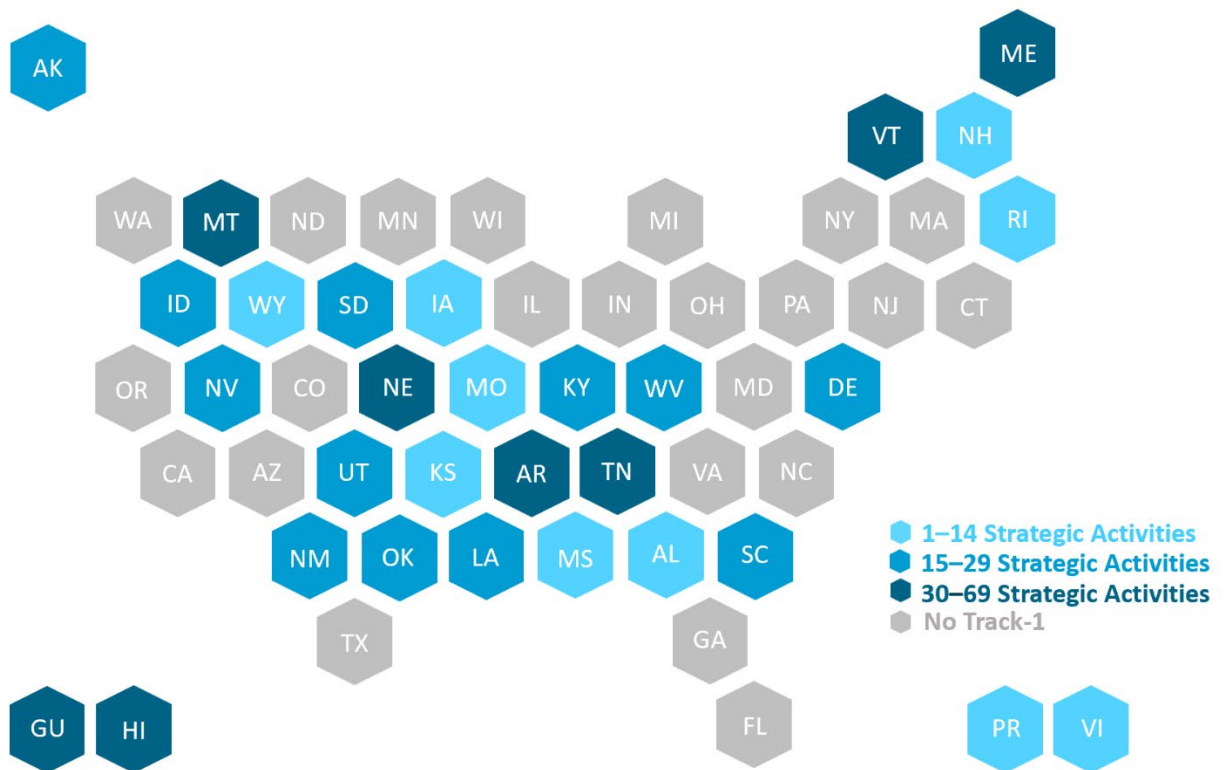 AK
ME
VT NH
WA MT ND MN WI MI NY MA RI
ID WY SD IA IL IN OH PA NJ CT
OR NV CO NE MO KY WV MD DE
CA AZ UT KS AR TN VA NC
NM OK LA MS AL SC
1–14 Strategic Activities
15–29 Strategic Activities
30–69 Strategic Activities
No Track-1
TX GA
GU HI FL PR VI